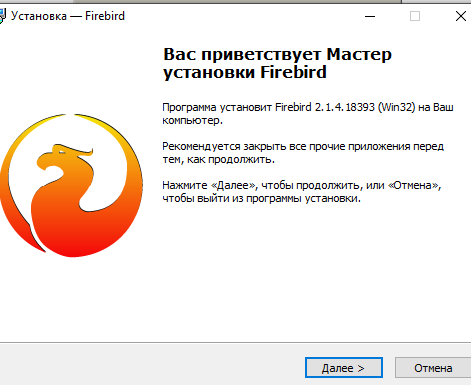 Установка — Firebird
Вас приветствует Мастер
установки Firebird
Программа установит Firebird 2.1.4.18393 (Win32) на Ваш
компьютер.
Рекомендуется закрыть все прочие приложения перед
тем, как продолжить.
Нажмите «Далее», чтобы продолжить, или «Отмена»,
чтобы выйти из программы установки.
Далее >
Отмена